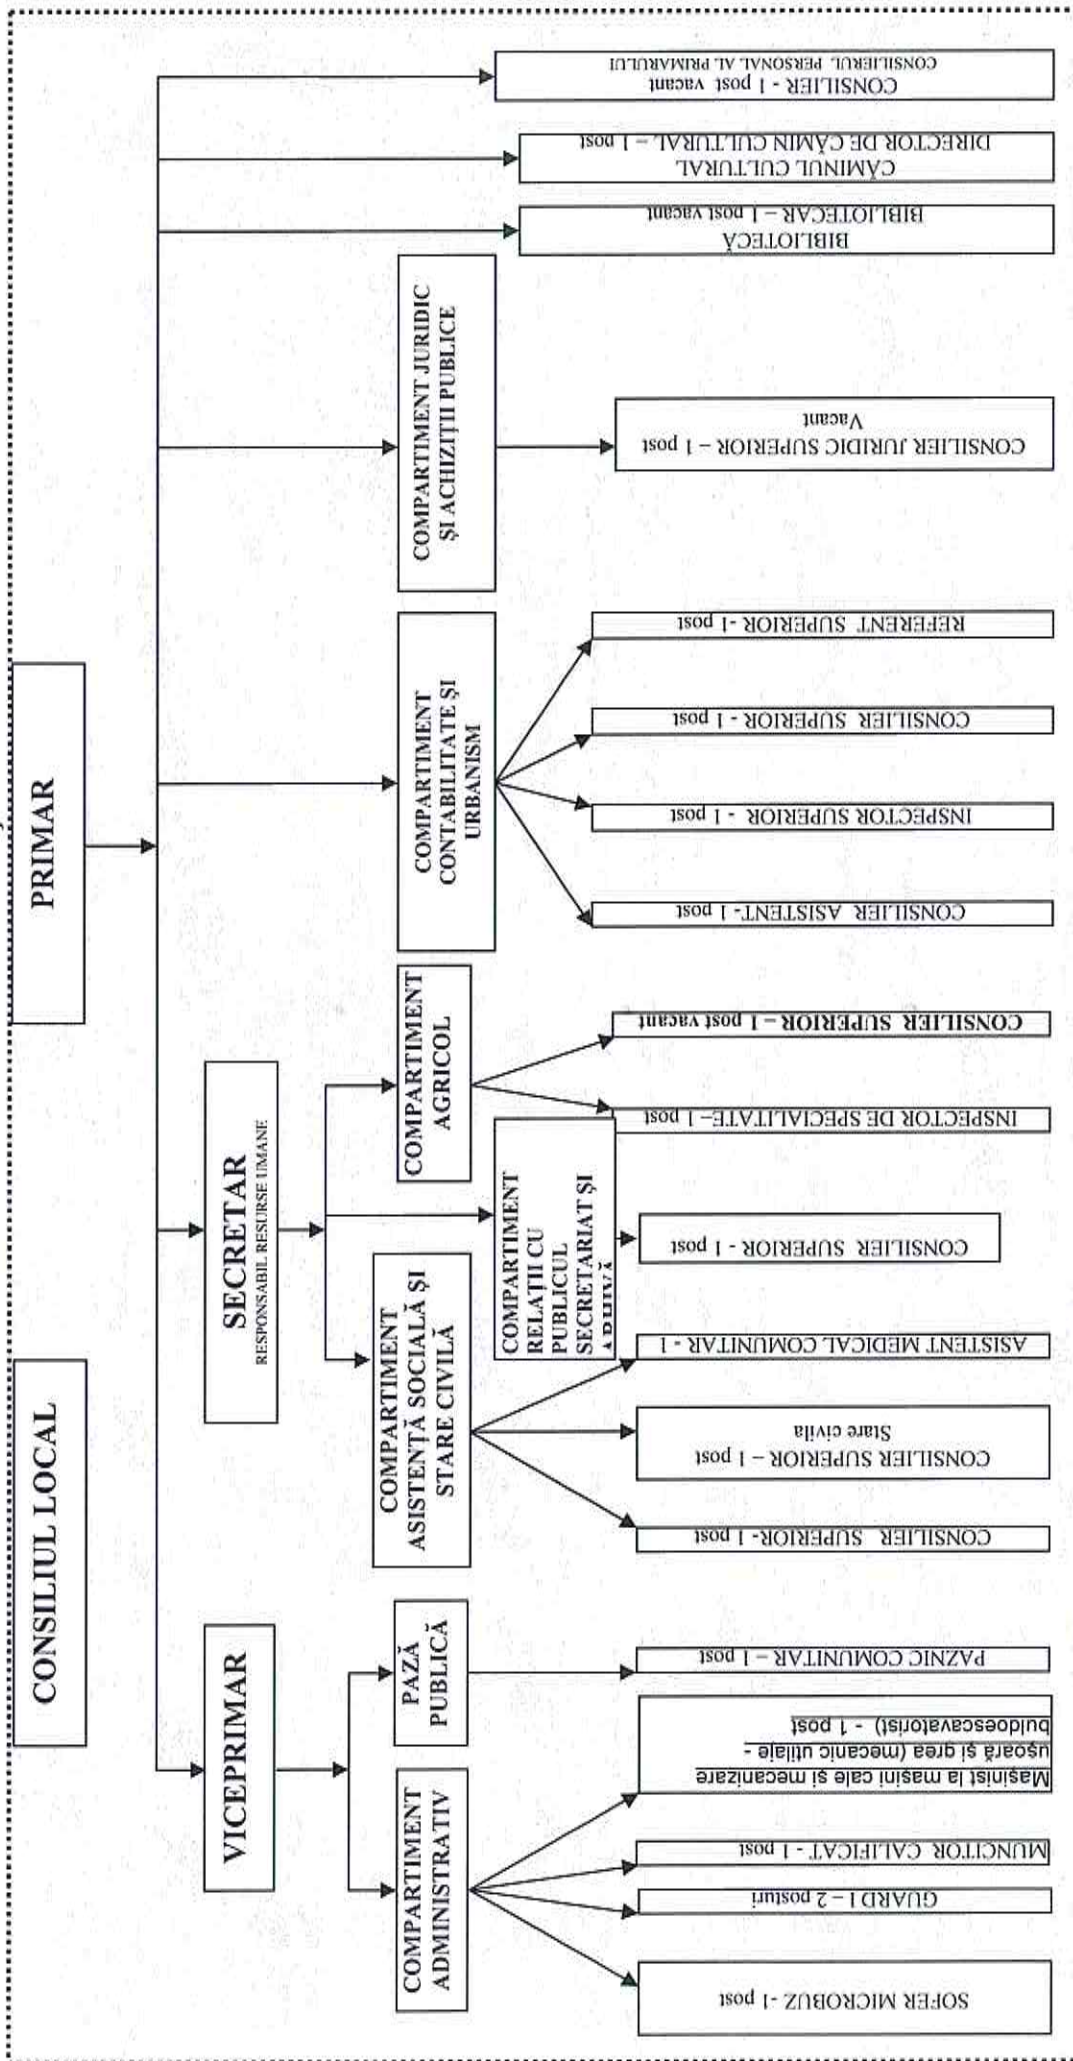 CONSILIUL LOCAL
PRIMAR
VICEPRIMAR
SECRETAR
RESPONSABIL RESURSE UMANE
COMPARTIMENT
ADMINISTRATIV
PAZĂ
PUBLICĂ
COMPARTIMENT
ASISTENȚĂ SOCIALĂ ȘI
STARE CIVILĂ
COMPARTIMENT
RELAȚII CU
PUBLICUL
SECRETARIAT ȘI
COMPARTIMENT
AGRICOL
COMPARTIMENT
CONTABILITATE ȘI
URBANISM
COMPARTIMENT JURIDIC
ȘI ACHIZIȚII PUBLICE
SOFER MICROBUZ -1 post
GUARD I – 2 posturi
MUNCITOR CALIFICAT - 1 post
Mașinist la mașini cale și mecanizare
ușoară și grea (mecanic utilaje -
buldoescavatorist) - 1 post
PAZNIC COMUNITAR – 1 post
CONSILIER SUPERIOR- 1 post
CONSILIER SUPERIOR – 1 post
Stare civila
ASISTENT MEDICAL COMUNITAR - 1
CONSILIER SUPERIOR - 1 post
INSPECTOR DE SPECIALITATE– 1 post
CONSILIER SUPERIOR – 1 post vacant
CONSILIER ASISTENT- 1 post
INSPECTOR SUPERIOR - 1 post
CONSILIER SUPERIOR - 1 post
REFERENT SUPERIOR -1 post
CONSILIER JURIDIC SUPERIOR – 1 post
Vacant
BIBLIOTECĂ
BIBLIOTECAR – 1 post vacant
CĂMINUL CULTURAL
DIRECTOR DE CĂMIN CULTURAL – 1 post
CONSILIER - 1 post vacant
CONSILIERUL PERSONAL AL PRIMARULUI